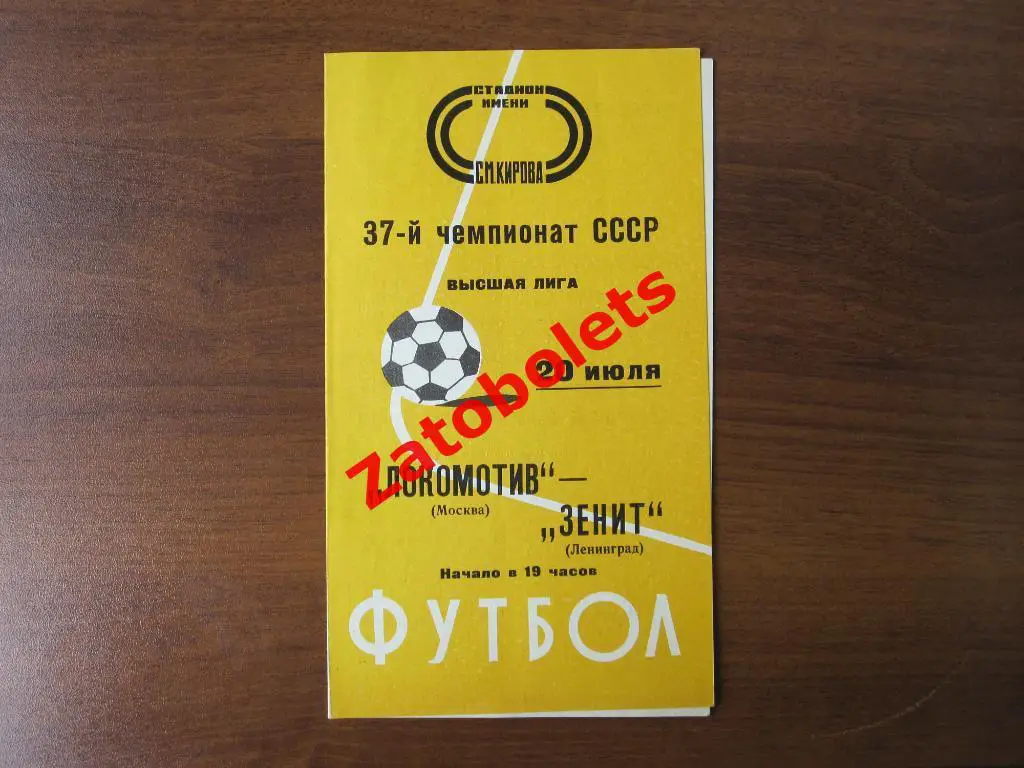 СТАДИОН
ИМЕНИ
С.М.КИРОВА
37-й чемпионат СССР
ВЫСШАЯ ЛИГА
20 ИЮЛЯ
Zatobolets
„ЛОКОМОТИВ“ —
(Москва)
„ЗЕНИТ“
(Ленинград)
Начало в 19 часов
ФУТБОЛ